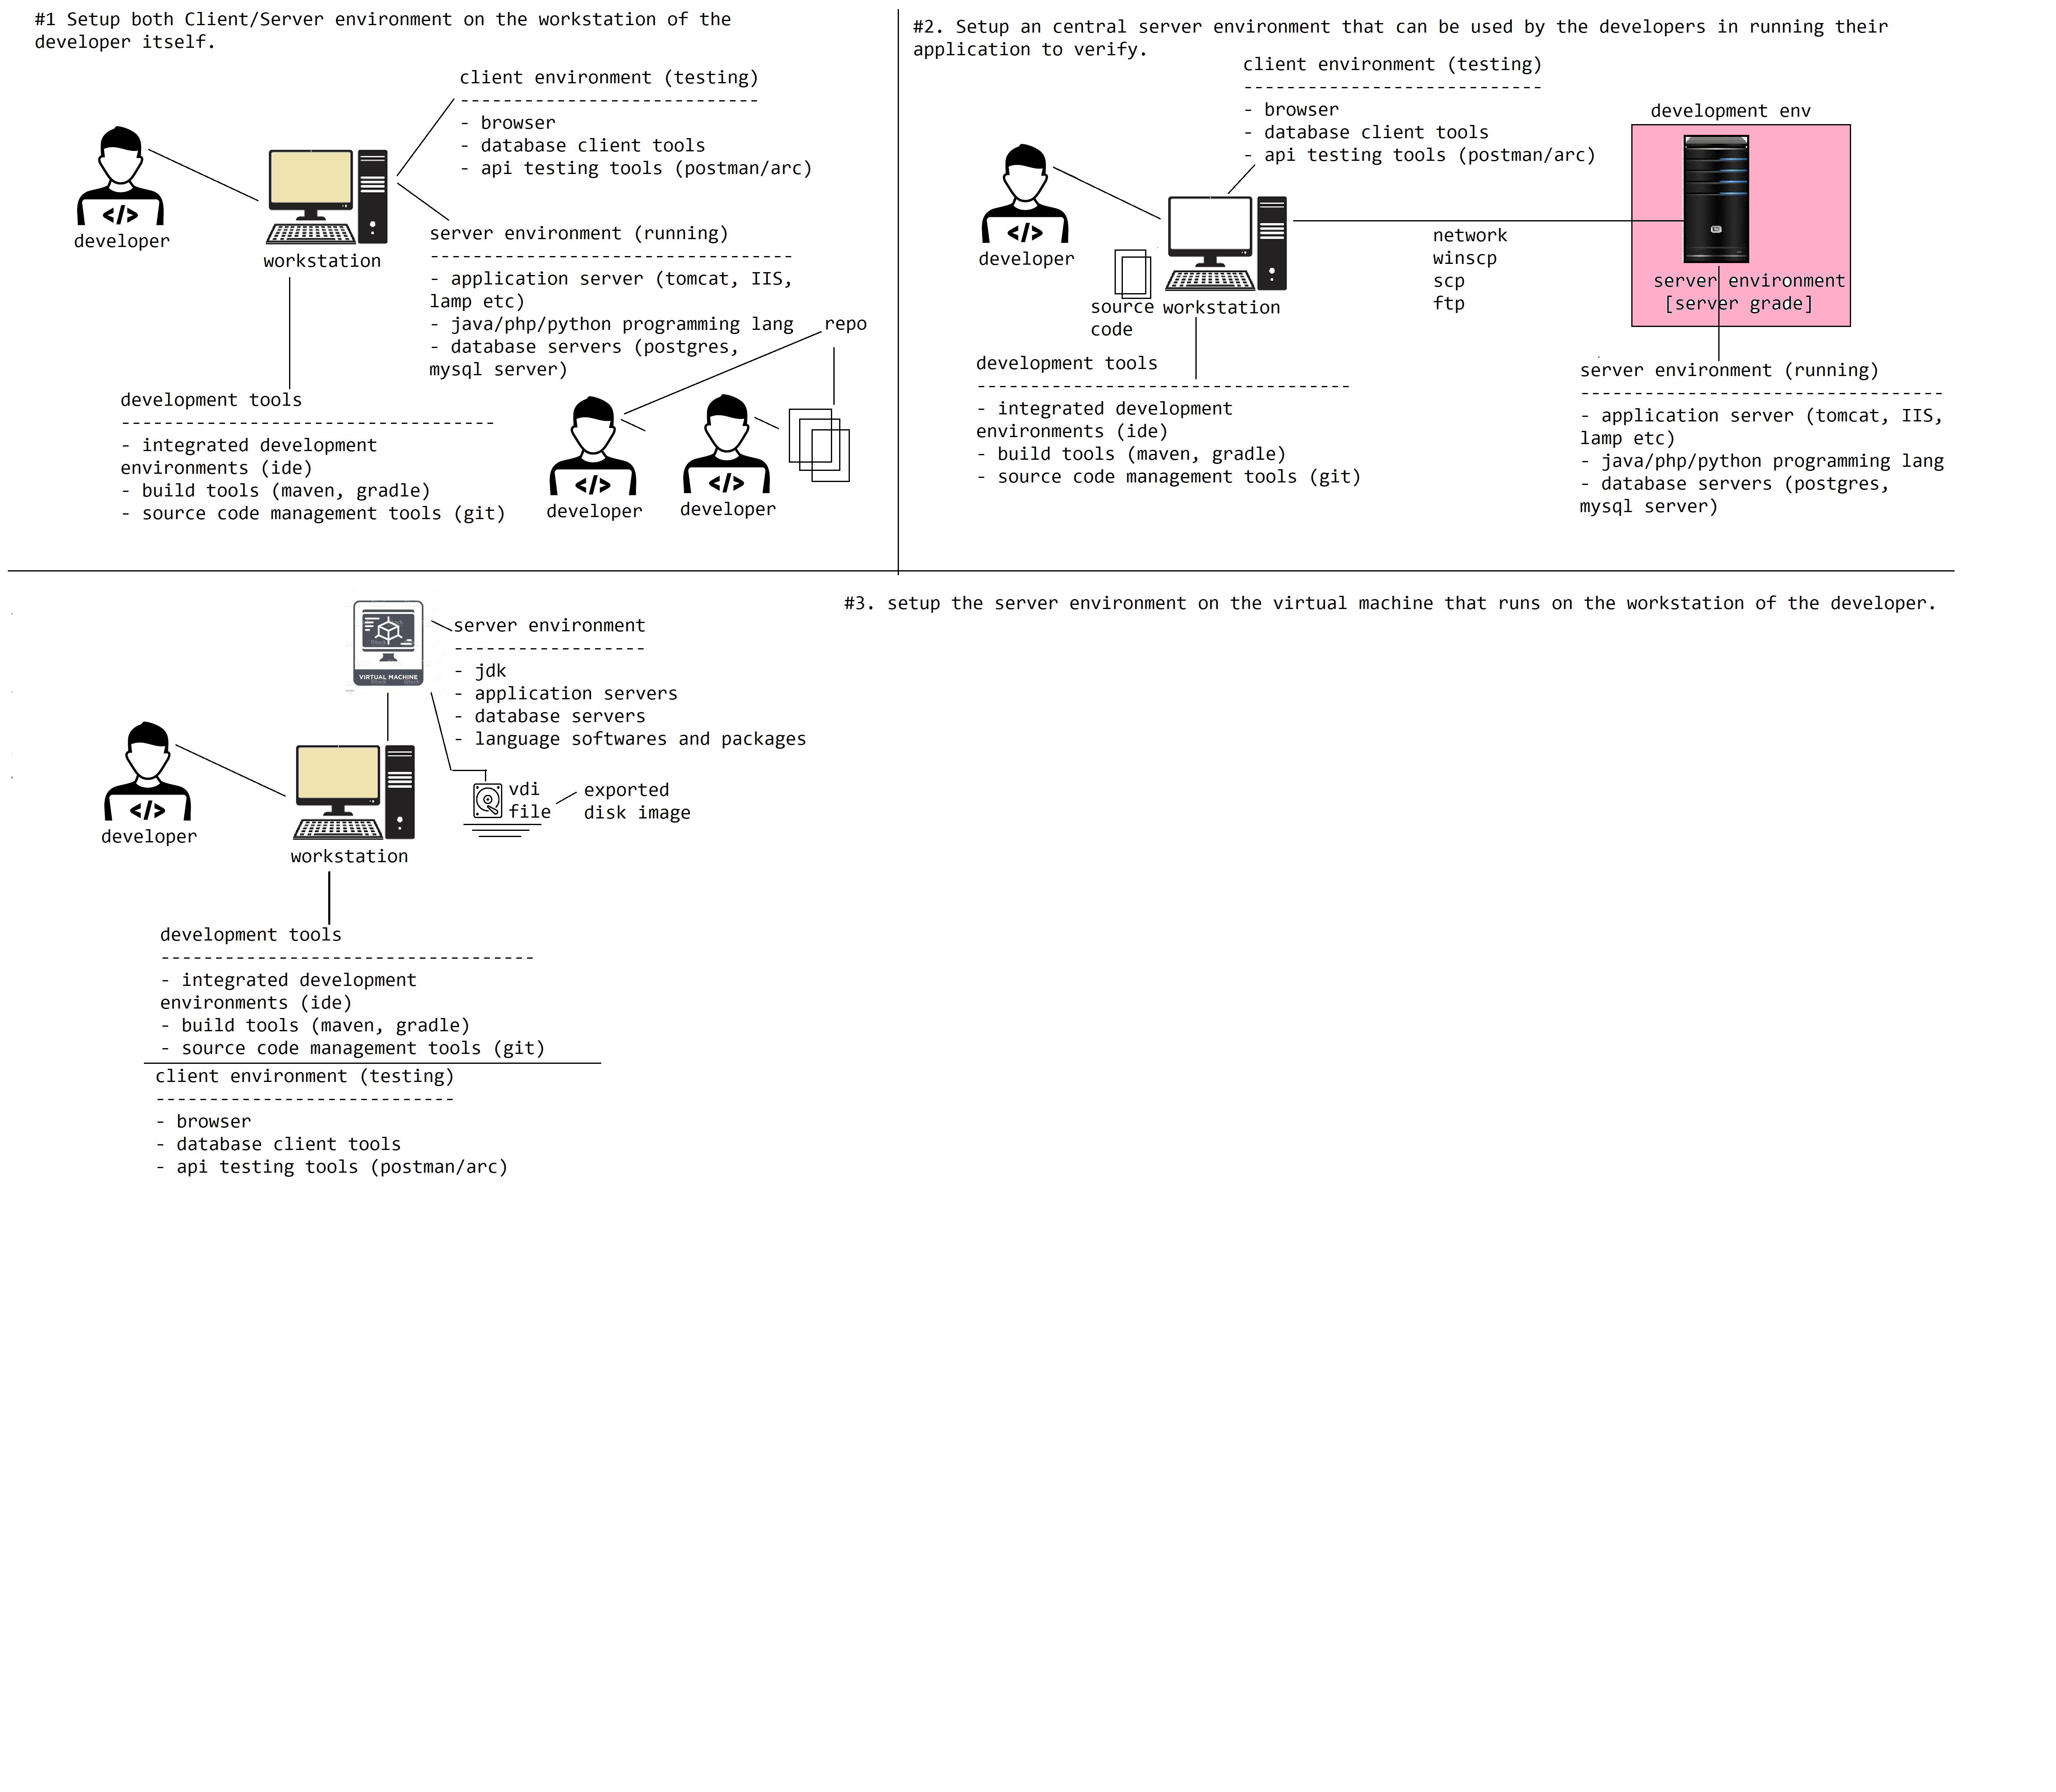 #1 Setup both Client/Server environment on the workstation of the
developer itself.
client environment (testing)
----------------------------
- browser
- database client tools
- api testing tools (postman/arc)
developer
workstation
server environment (running)
----------------------------------
- application server (tomcat, IIS,
lamp etc)
- java/php/python programming lang
- database servers (postgres,
mysql server)
repo
development tools
-----------------------------------
- integrated development
environments (ide)
- build tools (maven, gradle)
- source code management tools (git)
</>
developer
</>
developer
</>
#2. Setup an central server environment that can be used by the developers in running their
application to verify.
client environment (testing)
----------------------------
- browser
- database client tools
- api testing tools (postman/arc)
development env
</>
developer
source
code
workstation
network
winscp
scp
ftp
server environment
[server grade]
development tools
-----------------------------------
- integrated development
environments (ide)
- build tools (maven, gradle)
- source code management tools (git)
server environment (running)
----------------------------------
- application server (tomcat, IIS,
lamp etc)
- java/php/python programming lang
- database servers (postgres,
mysql server)
#3. setup the server environment on the virtual machine that runs on the workstation of the developer.
VIRTUAL MACHINE
server environment
------------------
- jdk
- application servers
- database servers
- language softwares and packages
</>
developer
workstation
vdi
file
exported
disk image
development tools
-----------------------------------
- integrated development
environments (ide)
- build tools (maven, gradle)
- source code management tools (git)
client environment (testing)
----------------------------
- browser
- database client tools
- api testing tools (postman/arc)